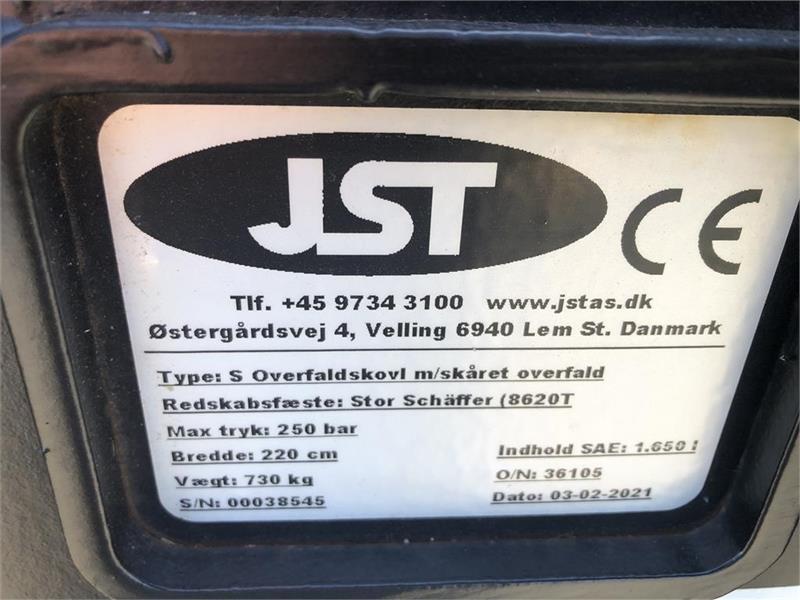 JST CE
Tlf. +45 9734 3100 www.jstas.dk
Østergårdsvej 4, Velling 6940 Lem St. Danmark
Type: S Overfaldskovl m/skåret overfald
Redskabsfæste: Stor Schäffer (8620T
Max tryk: 250 bar
Bredde: 220 cm Indhold SAE: 1.650 l
Vægt: 730 kg O/N: 36105
S/N: 00038545 Dato: 03-02-2021